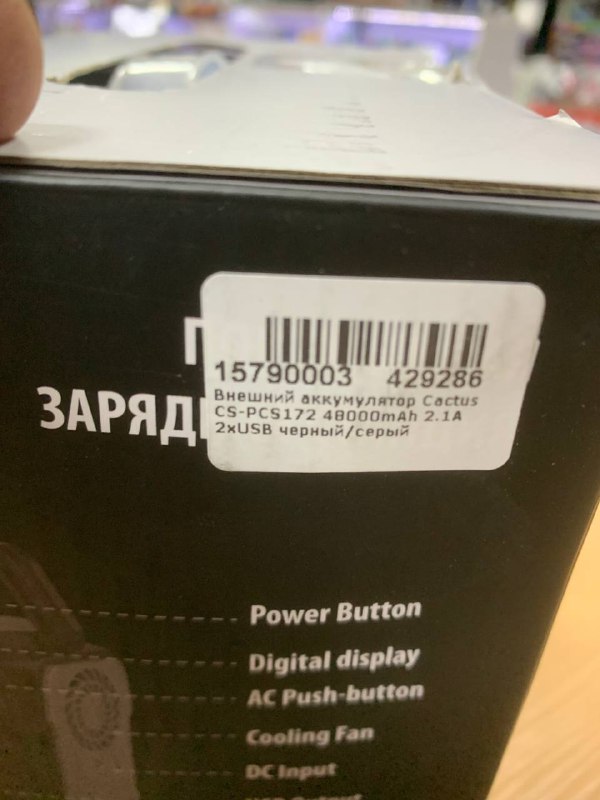 15790003 429286
Внешний аккумулятор Cactus
CS-PCS172 48000mAh 2.1A
2xUSB черный/серый
Power Button
Digital display
AC Push-button
Cooling Fan
DC Input